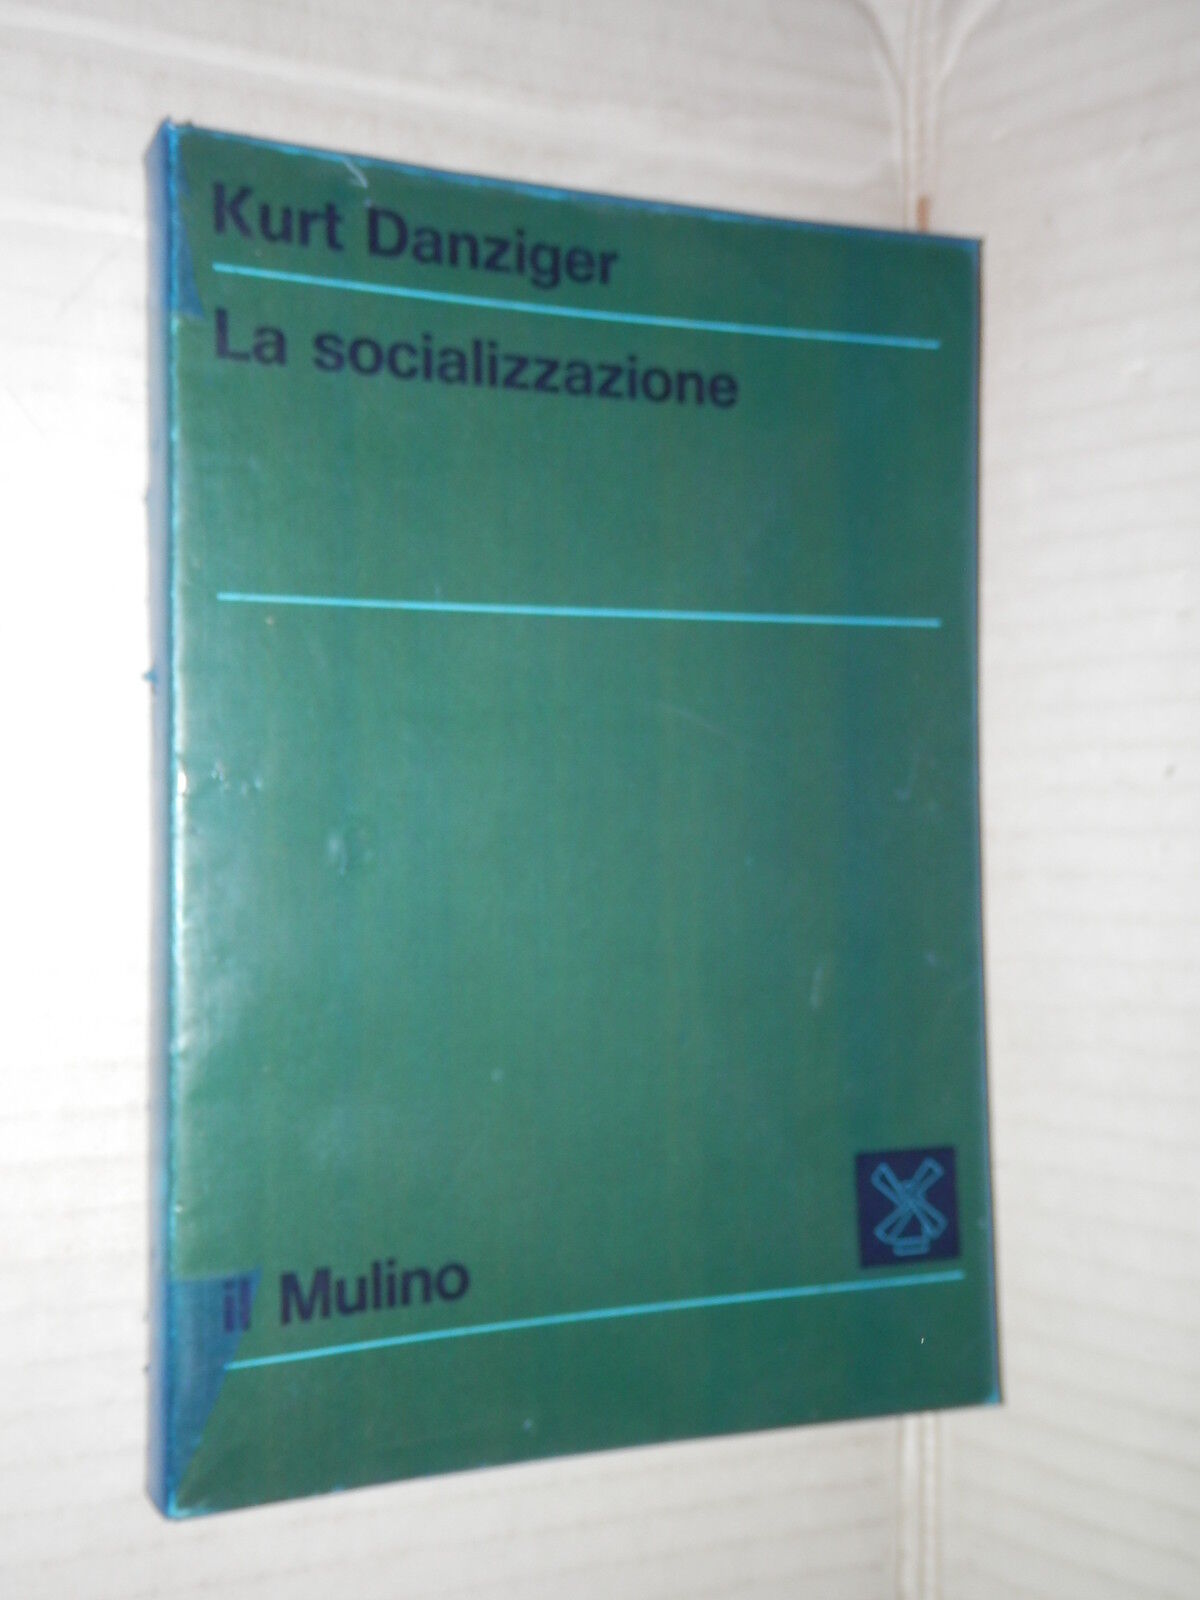 Kurt Danziger
La socializzazione
il Mulino